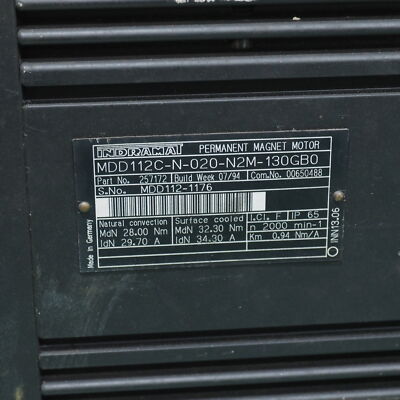 INDRAMAT PERMANENT MAGNET MOTOR
MDD112C-N-020-N2M-130GB0
Part No. 257172 Build Week 07/94 Com.No. 00650488
S.No. MDD112-1176
Natural convection Surface cooled I.Cl. F IP 65
MdN 28.00 Nm MdN 32.30 Nm n 2000 min-1
IdN 29.70 A IdN 34.30 A Km 0.94 Nm/A
Made in Germany
INN13.06